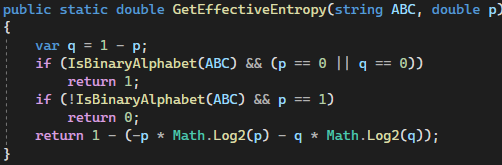 public static double GetEffectiveEntropy(string ABC, double p)
{
    var q = 1 - p;
    if (IsBinaryAlphabet(ABC) && (p == 0 || q == 0))
        return 1;
    if (!IsBinaryAlphabet(ABC) && p == 1)
        return 0;
    return 1 - (-p * Math.Log2(p) - q * Math.Log2(q));
}